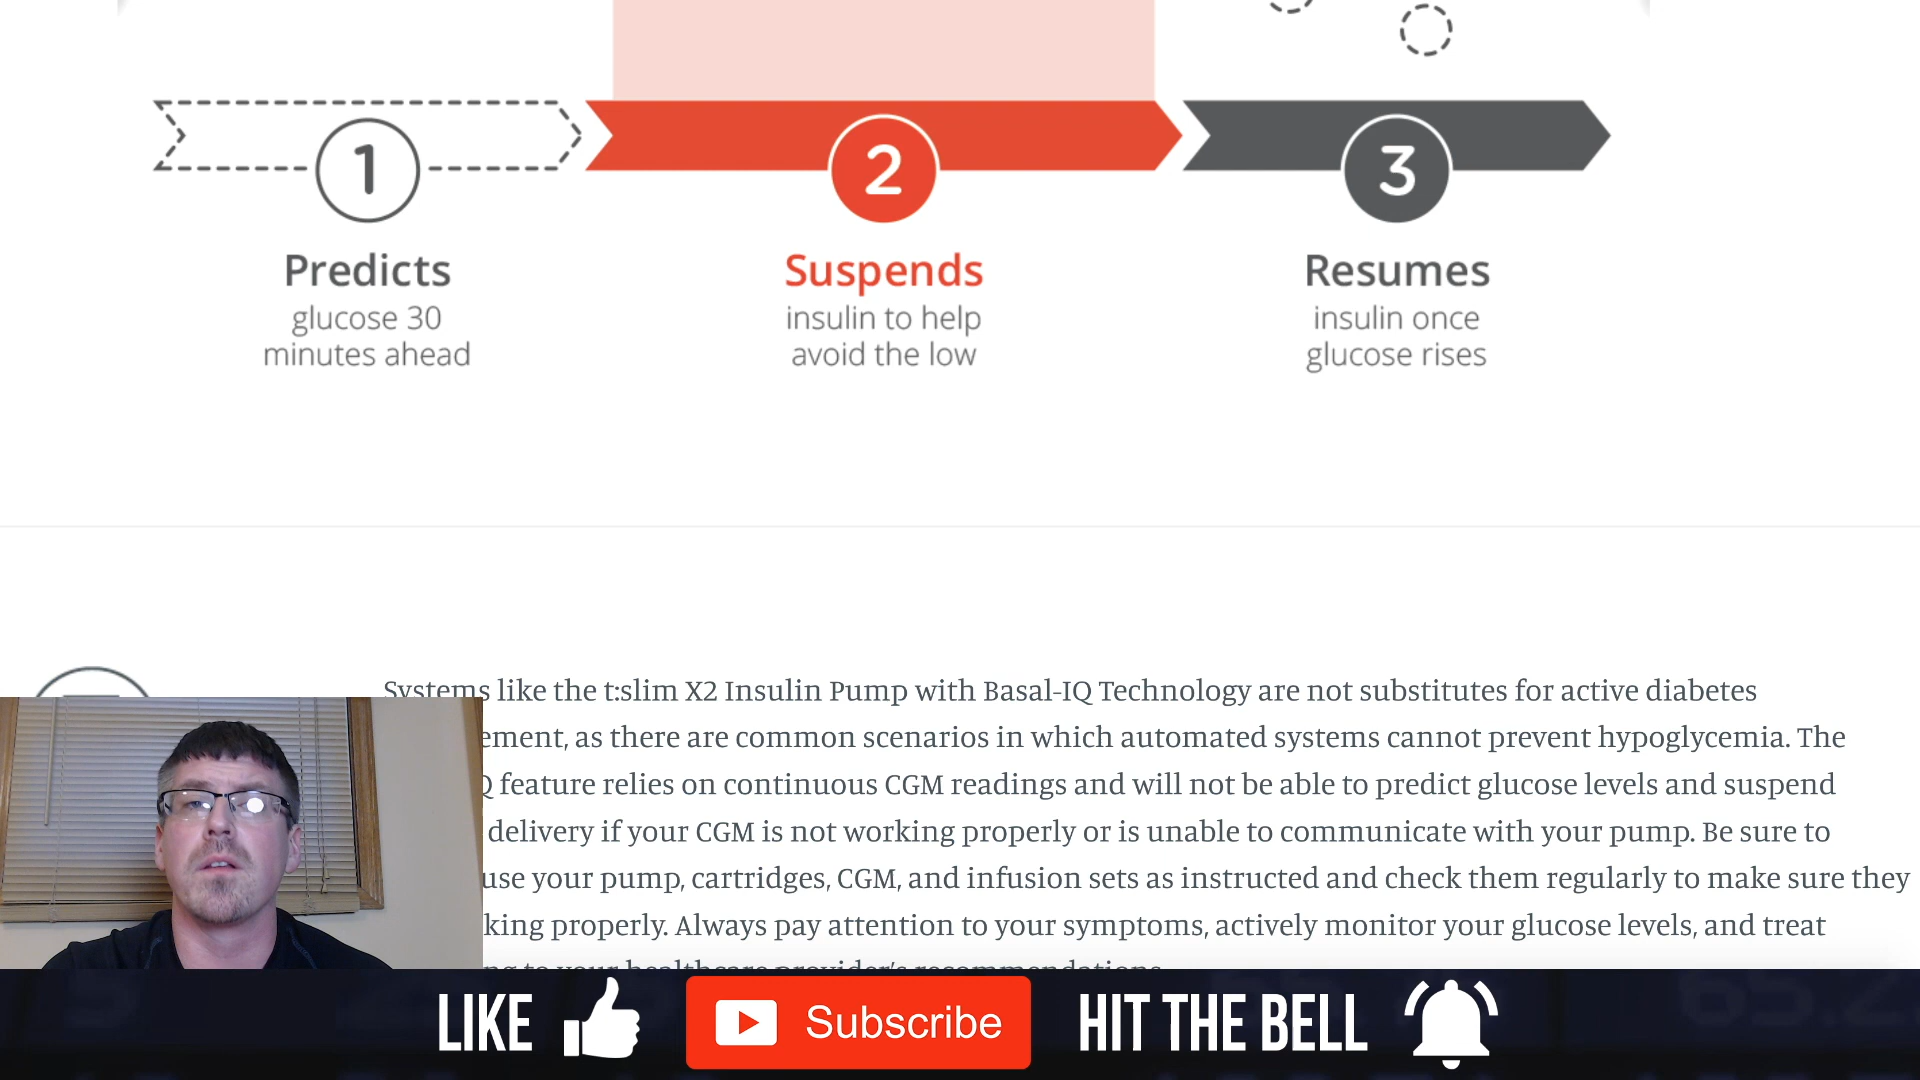 1
2
3
Predicts
glucose 30
minutes ahead
Suspends
insulin to help
avoid the low
Resumes
insulin once
glucose rises
Systems like the t:slim X2 Insulin Pump with Basal-IQ Technology are not substitutes for active diabetes
ement, as there are common scenarios in which automated systems cannot prevent hypoglycemia. The
Q feature relies on continuous CGM readings and will not be able to predict glucose levels and suspend
delivery if your CGM is not working properly or is unable to communicate with your pump. Be sure to
use your pump, cartridges, CGM, and infusion sets as instructed and check them regularly to make sure they
king properly. Always pay attention to your symptoms, actively monitor your glucose levels, and treat
ng to your healthcare provider's recommendations.
LIKE
Subscribe
HIT THE BELL